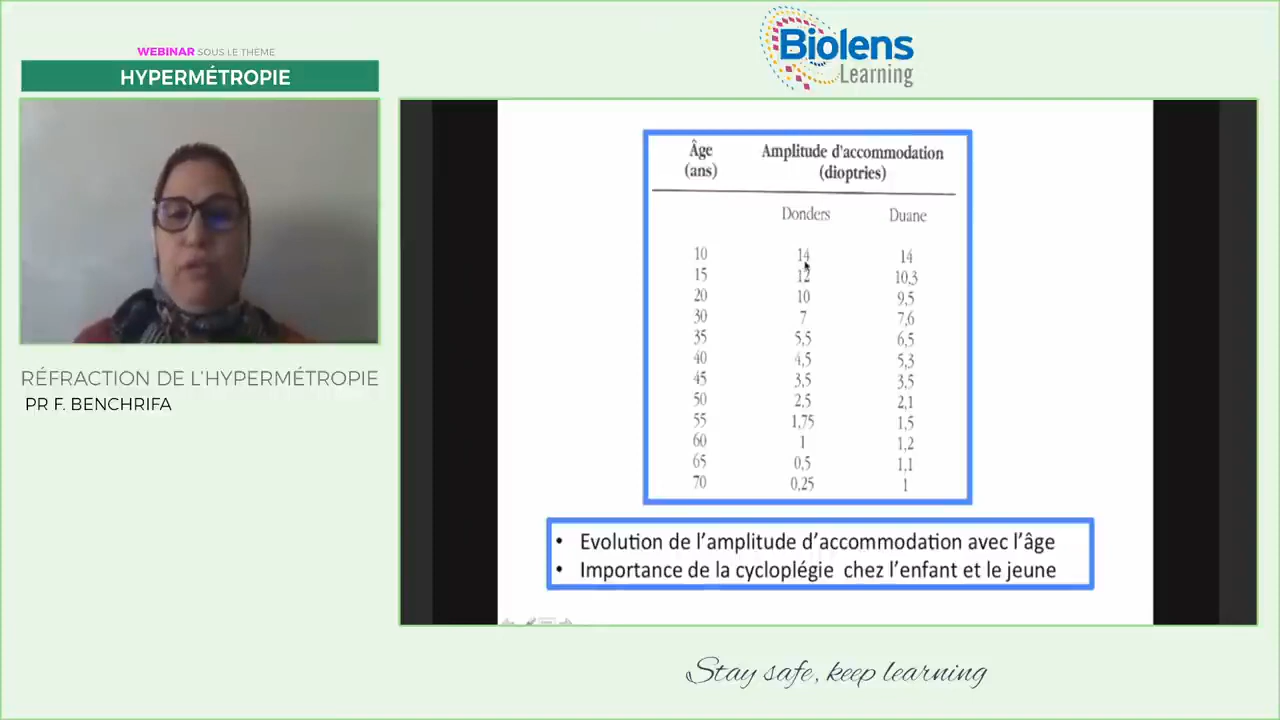 WEBINAR SOUS LE THÈME
HYPERMÉTROPIE
Biolens
Learning
RÉFRACTION DE L'HYPERMÉTROPIE
PR F. BENCHRIFA
Âge Amplitude d'accommodation
(ans) (dioptries)
Donders Duane
10 14 14
15 12 10,3
20 10 9,5
30 7 7,6
35 5,5 6,5
40 4,5 5,3
45 3,5 3,5
50 2,5 2,1
55 1,75 1,5
60 1 1,2
65 0,5 1,1
70 0,25 1
• Evolution de l'amplitude d'accommodation avec l'âge
• Importance de la cycloplégie chez l'enfant et le jeune
Stay safe, keep learning